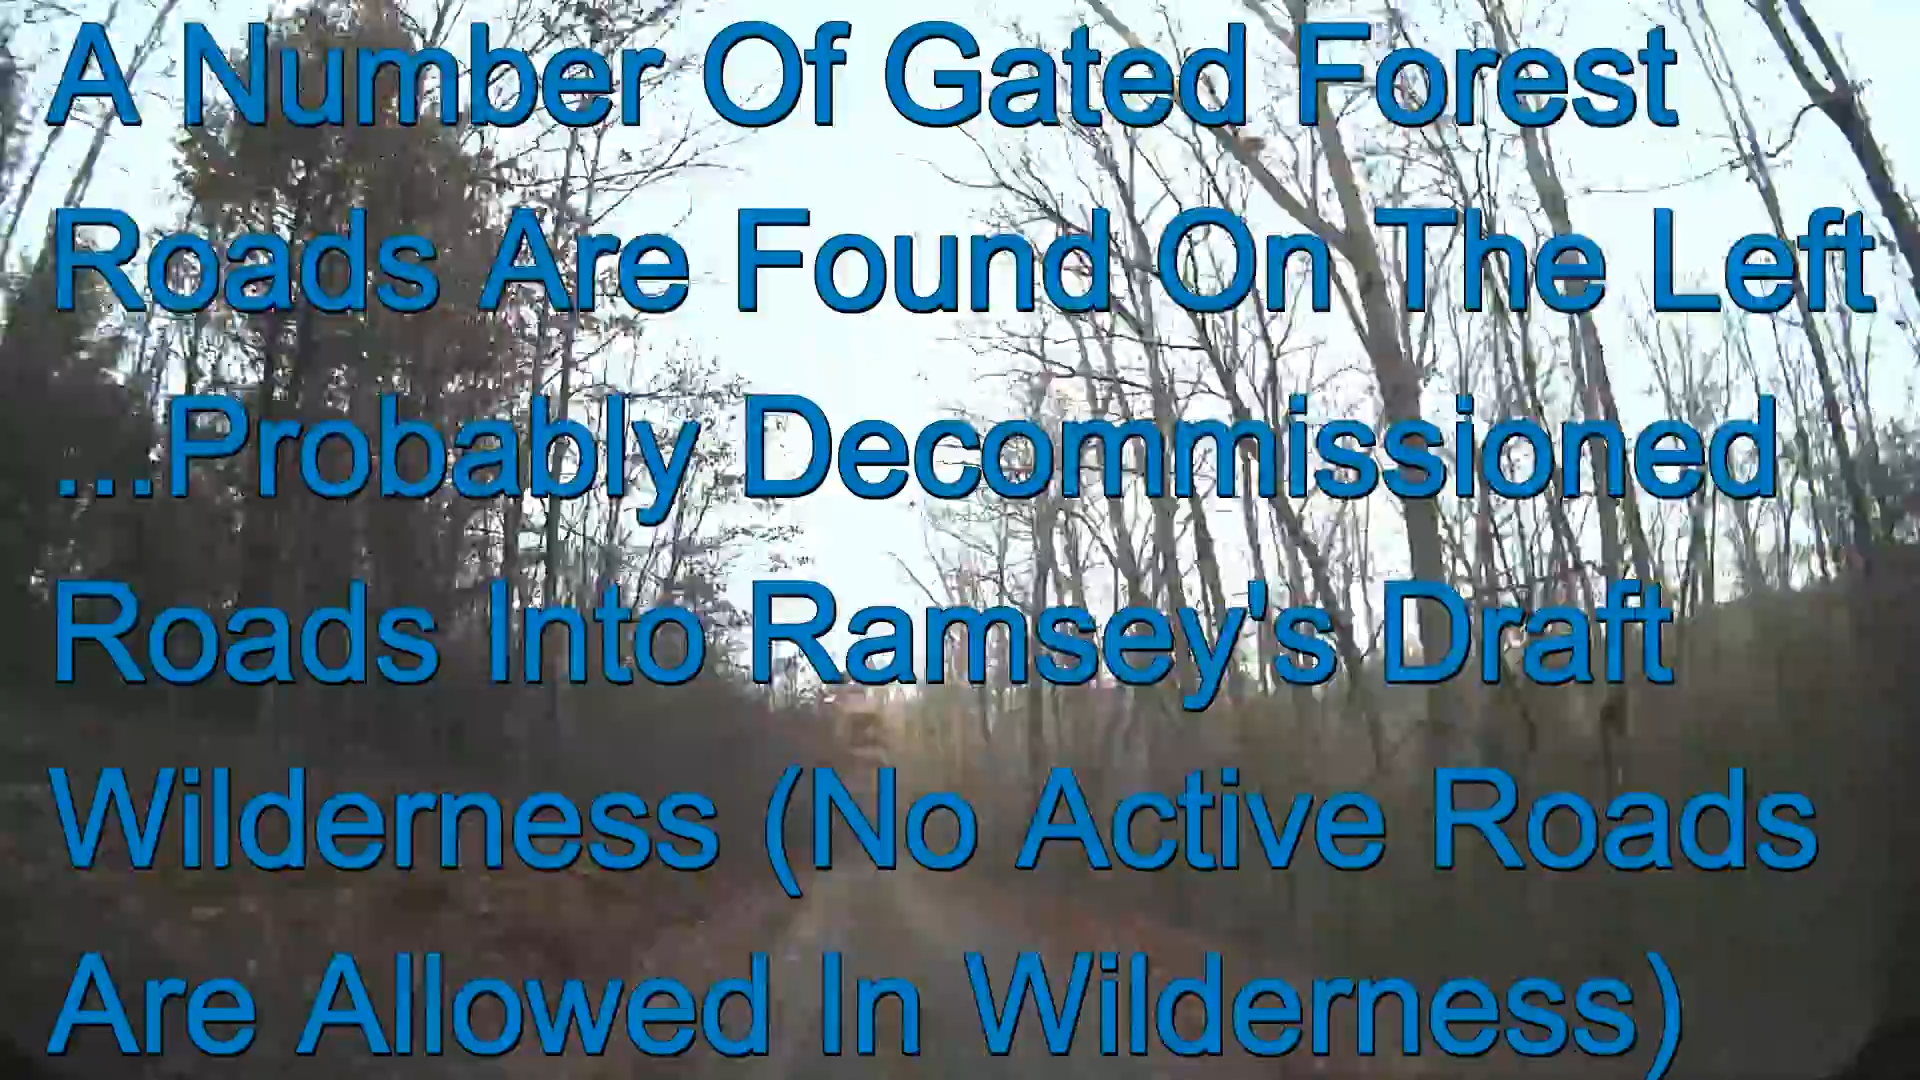 A Number Of Gated Forest
Roads Are Found On The Left
...Probably Decommissioned
Roads Into Ramsey's Draft
Wilderness (No Active Roads
Are Allowed In Wilderness)